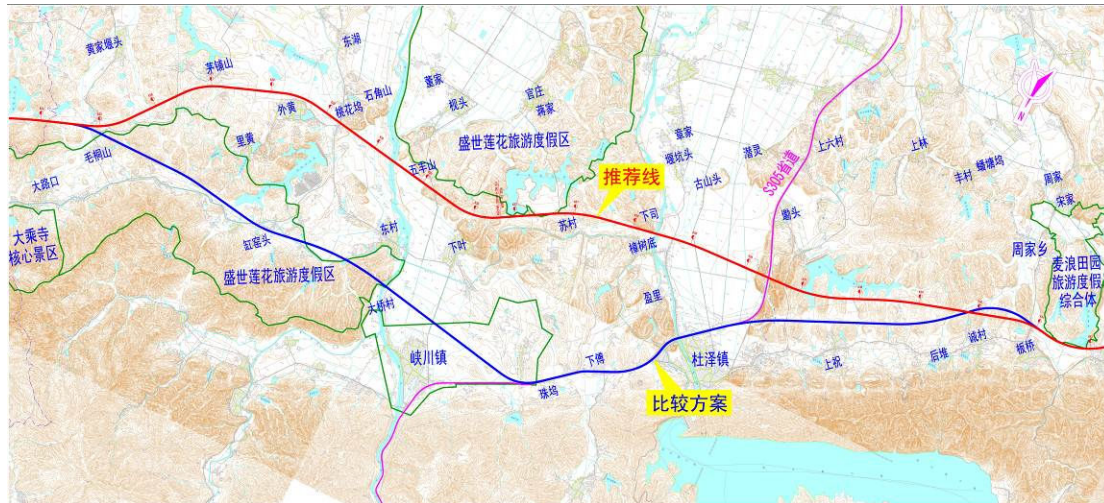 黄家堰头
茅铺山
东湖
外黄
桃花坞
石角山
董家
枧头
官庄
蒋家
里黄
毛桐山
大路口
大乘寺
核心景区
缸窑头
盛世莲花旅游度假区
五丰山
盛世莲花旅游度假区
推荐线
章家
堰坑头
潜灵
古山头
S305省道
上六村
上林
丰村
蟠塘坞
周家
宋家
东村
下叶
苏村
下司
樟树底
盈里
周家乡
麦浪田园
旅游度假
综合体
大桥村
峡川镇
珠坞
下傅
杜泽镇
比较方案
上祝
后堆
诚村
板桥
N